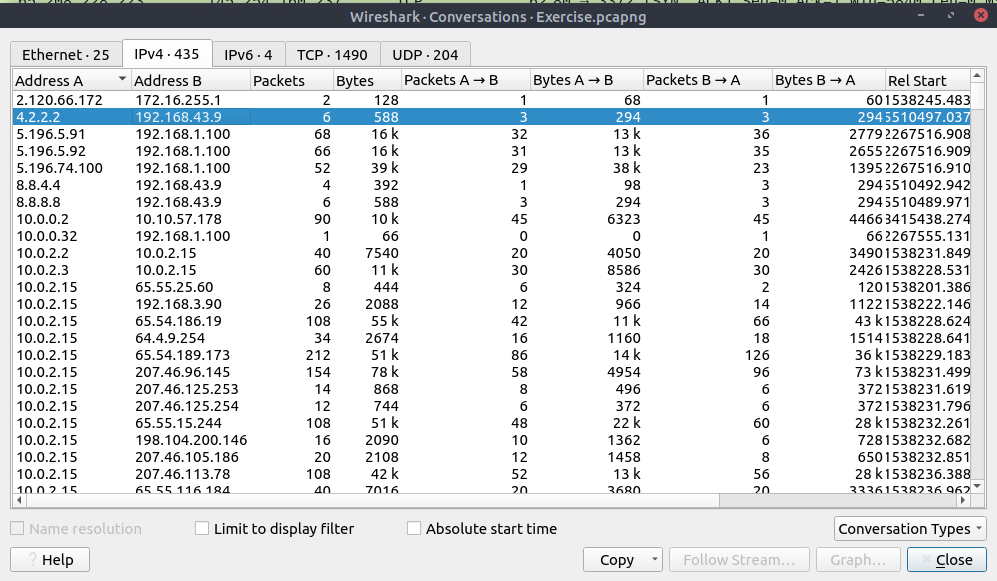 Wireshark · Conversations · Exercise.pcapng
Ethernet · 25 IPv4 · 435 IPv6 · 4 TCP · 1490 UDP · 204
Address A Address B Packets Bytes Packets A → B Bytes A → B Packets B → A Bytes B → A Rel Start
2.120.66.172 172.16.255.1 2 128 1 68 1 60 1538245.483
4.2.2.2 192.168.43.9 6 588 3 294 3 294 5510497.037
5.196.5.91 192.168.1.100 68 16 k 32 13 k 36 2779 2267516.908
5.196.5.92 192.168.1.100 66 16 k 31 13 k 35 2655 2267516.909
5.196.74.100 192.168.1.100 52 39 k 29 38 k 23 1395 2267516.910
8.8.4.4 192.168.43.9 4 392 1 98 3 294 5510492.942
8.8.8.8 192.168.43.9 6 588 3 294 3 294 5510489.971
10.0.0.2 10.10.57.178 90 10 k 45 6323 45 4466 3415438.274
10.0.0.32 192.168.1.100 1 66 0 0 1 66 2267555.131
10.0.2.2 10.0.2.15 40 7540 20 4050 20 3490 1538231.849
10.0.2.3 10.0.2.15 60 11 k 30 8586 30 2426 1538228.531
10.0.2.15 65.55.25.60 8 444 6 324 2 120 1538201.386
10.0.2.15 192.168.3.90 26 2088 12 966 14 1122 1538222.146
10.0.2.15 65.54.186.19 108 55 k 42 11 k 66 43 k 1538228.624
10.0.2.15 64.4.9.254 34 2674 16 1160 18 1514 1538228.641
10.0.2.15 65.54.189.173 212 51 k 86 14 k 126 36 k 1538229.183
10.0.2.15 207.46.96.145 154 78 k 58 4954 96 73 k 1538231.499
10.0.2.15 207.46.125.253 14 868 8 496 6 372 1538231.619
10.0.2.15 207.46.125.254 12 744 6 372 6 372 1538231.796
10.0.2.15 65.55.15.244 108 51 k 48 22 k 60 28 k 1538232.261
10.0.2.15 198.104.200.146 16 2090 10 1362 6 728 1538232.682
10.0.2.15 207.46.105.186 20 2108 12 1458 8 650 1538232.851
10.0.2.15 207.46.113.78 108 42 k 52 13 k 56 28 k 1538236.388
10.0.2.15 65.55.116.184 40 7016 20 3680 20 3336 1538236.962
Name resolution Limit to display filter Absolute start time Conversation Types
? Help Copy Follow Stream… Graph… Close